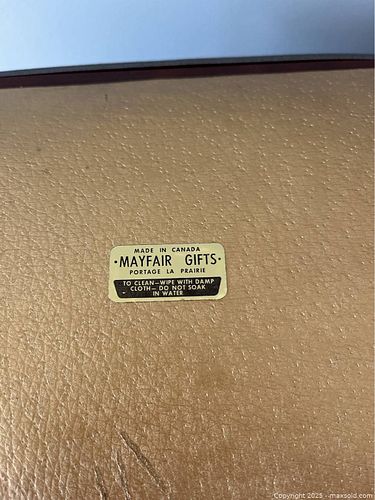 MADE IN CANADA
·MAYFAIR GIFTS·
PORTAGE LA PRAIRIE
TO CLEAN—WIPE WITH DAMP
CLOTH— DO NOT SOAK
IN WATER
Copyright 2025 - maxsold.com